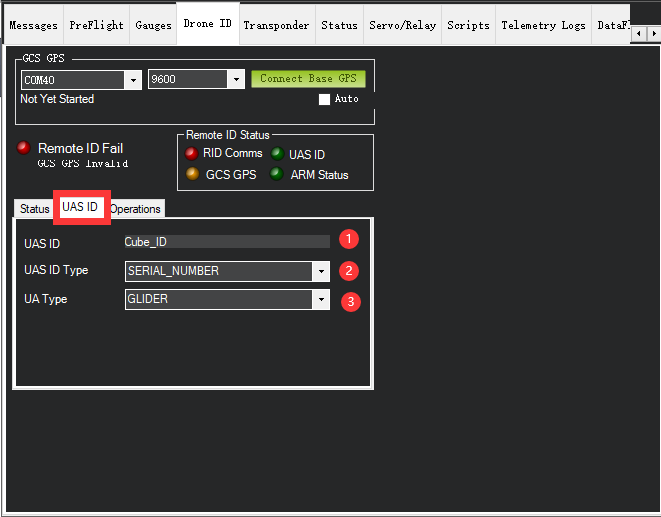 Messages PreFlight Gauges Drone ID Transponder Status Servo/Relay Scripts Telemetry Logs
GCS GPS
COM40 9600 Connect Base GPS
Not Yet Started Auto
Remote ID Fail
GCS GPS Invalid
Remote ID Status
RID Comms UAS ID
GCS GPS ARM Status
Status UAS ID Operations
UAS ID Cube_ID 1
UAS ID Type SERIAL_NUMBER 2
UA Type GLIDER 3